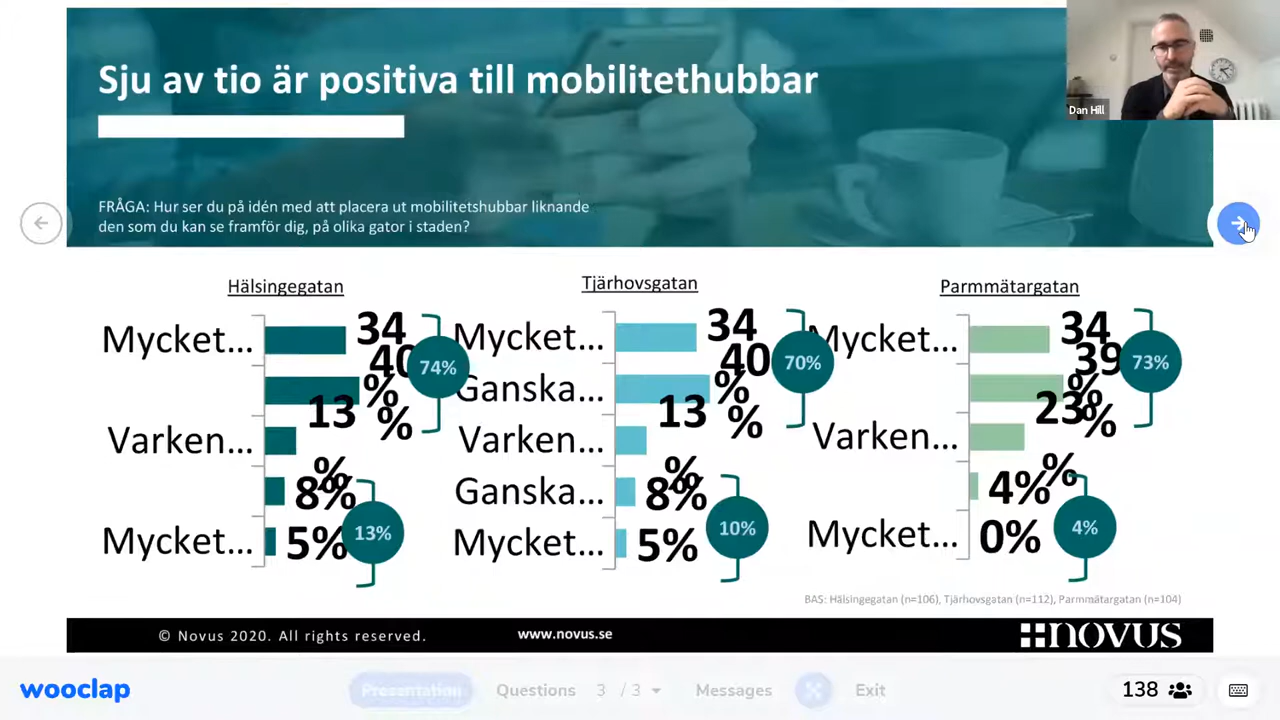 Sju av tio är positiva till mobilitethubbar
Dan Hill
FRÅGA: Hur ser du på idén med att placera ut mobilitetshubbar liknande
den som du kan se framför dig, på olika gator i staden?
Hälsingegatan
Mycket...
34
40
%
74%
13
%
Varken...
%
8%
Mycket...
5%
13%
Tjärhovsgatan
Mycket...
34
40
70%
Ganska...
%
13
%
Varken...
%
Ganska...
8%
10%
Mycket...
5%
Parmmätargatan
Mycket...
34
39
%
73%
23
%
Varken...
%
4%
Mycket...
0%
4%
BAS: Hälsingegatan (n=106), Tjärhovsgatan (n=112), Parmmätargatan (n=104)
© Novus 2020. All rights reserved.
www.novus.se
novus
wooclap
Presentation
Questions
3 / 3
Messages
Exit
138